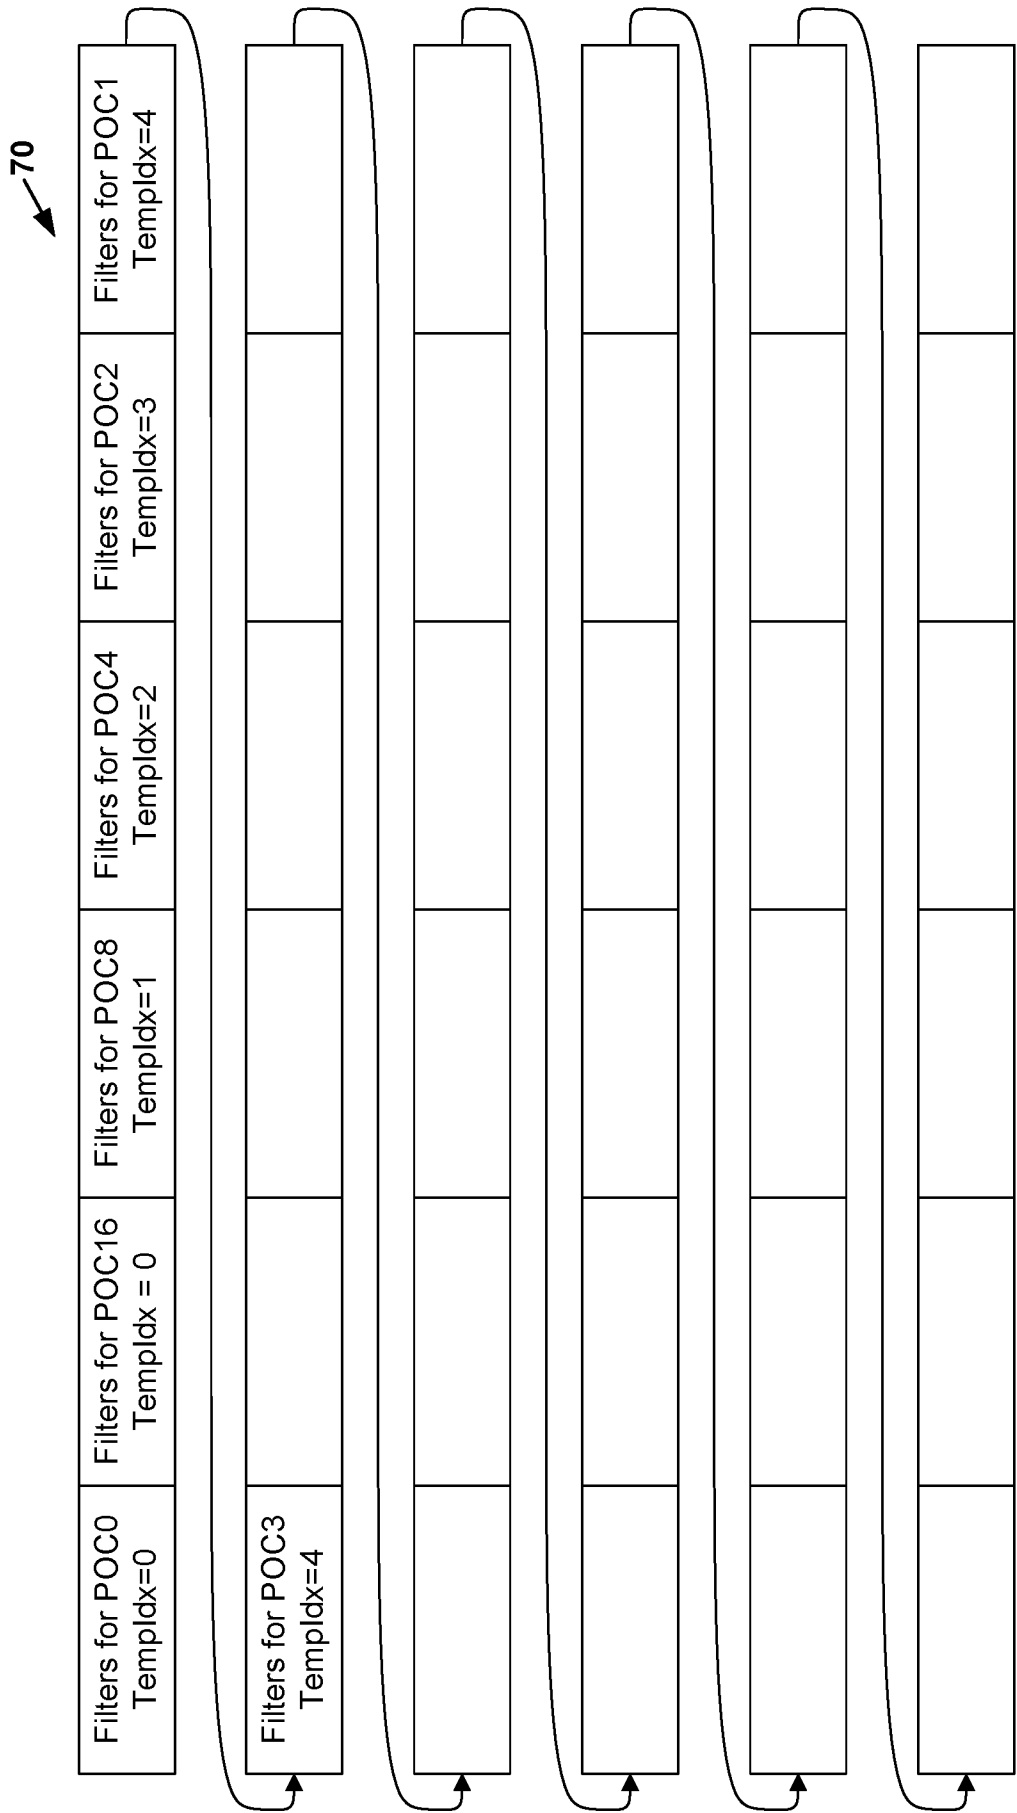 70
Filters for POC0
TempIdx=0
Filters for POC16
TempIdx = 0
Filters for POC8
TempIdx=1
Filters for POC4
TempIdx=2
Filters for POC2
TempIdx=3
Filters for POC1
TempIdx=4
Filters for POC3
TempIdx=4